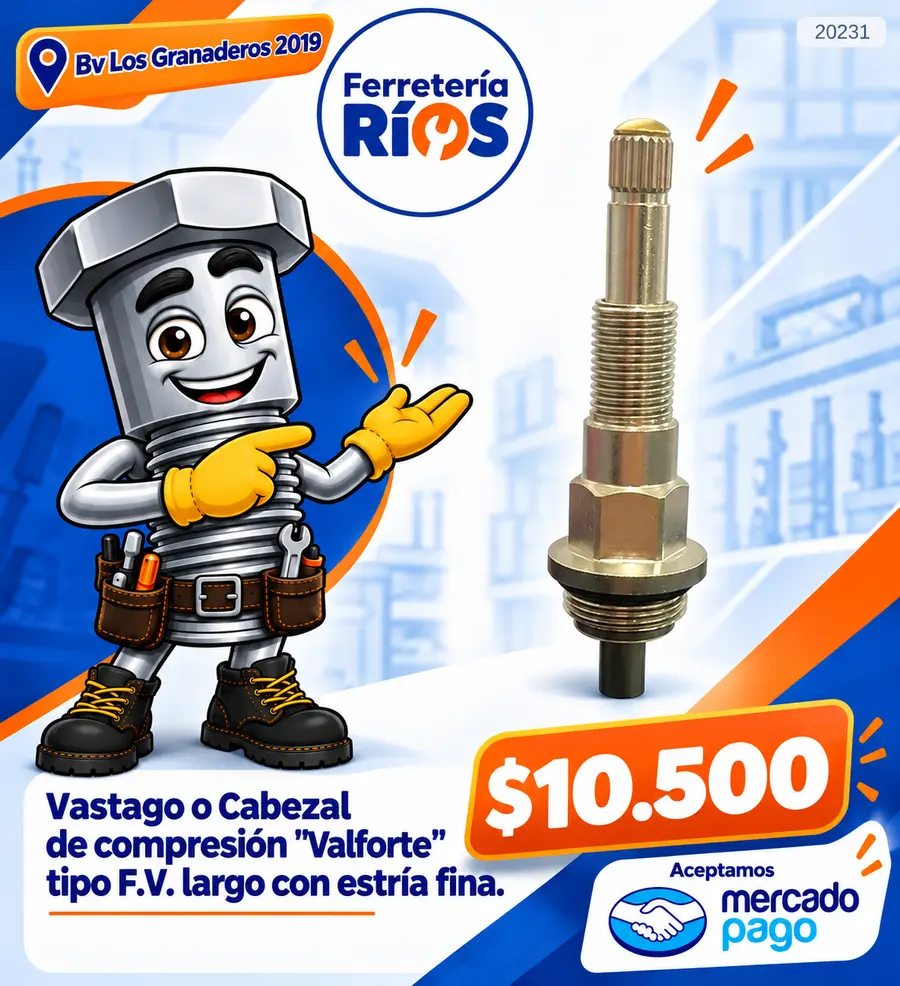 Bv Los Granaderos 2019
Ferretería
Ríos
20231
Vastago o Cabezal
de compresión "Valforte"
tipo F.V. largo con estría fina.
$10.500
Aceptamos
mercado
pago